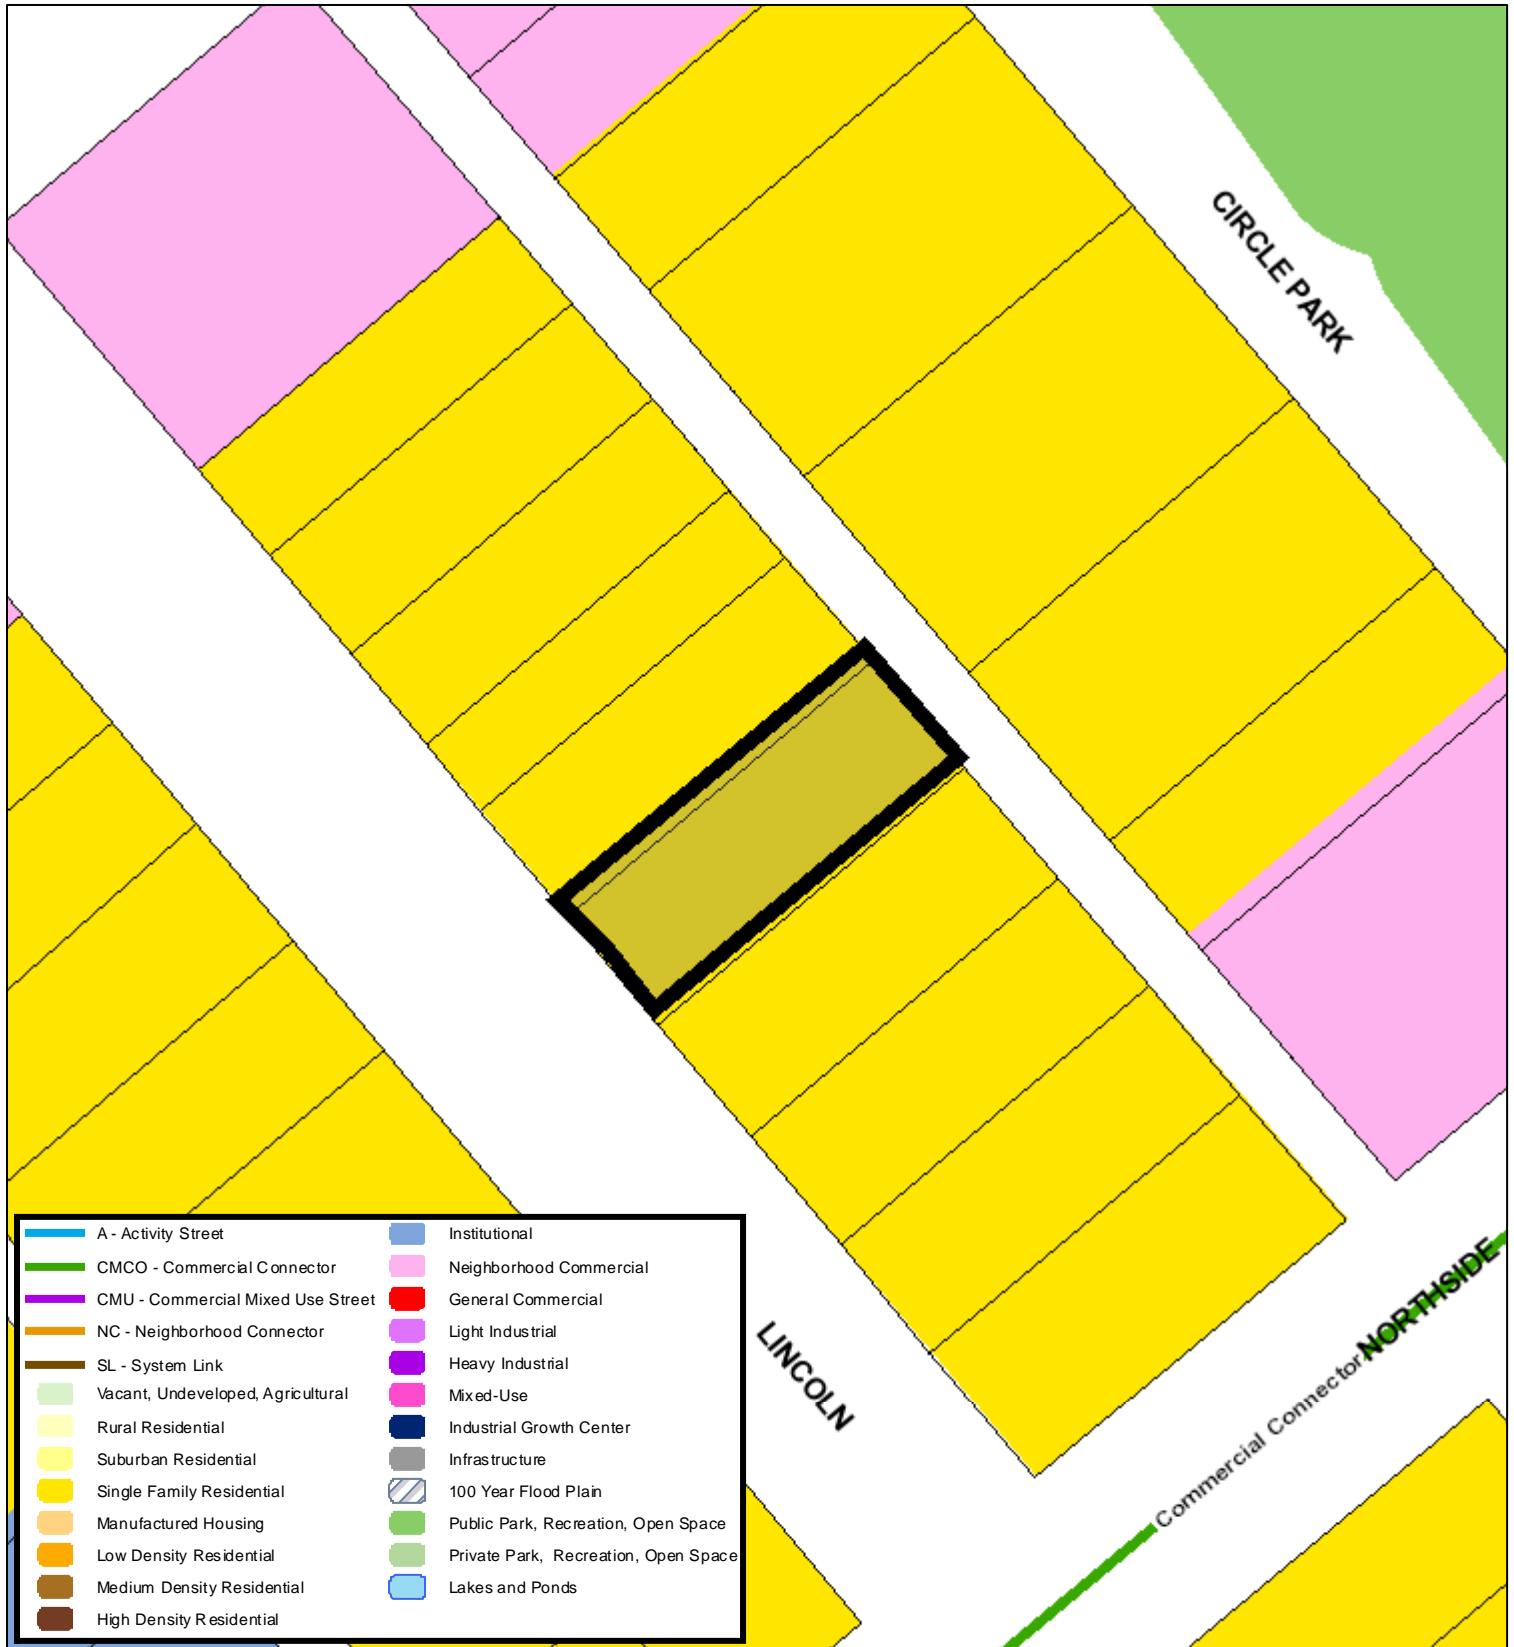 CIRCLE PARK
LINCOLN
NORTHSIDE
Commercial Connector
A - Activity Street
CMCO - Commercial Connector
CMU - Commercial Mixed Use Street
NC - Neighborhood Connector
SL - System Link
Vacant, Undeveloped, Agricultural
Rural Residential
Suburban Residential
Single Family Residential
Manufactured Housing
Low Density Residential
Medium Density Residential
High Density Residential
Institutional
Neighborhood Commercial
General Commercial
Light Industrial
Heavy Industrial
Mixed-Use
Industrial Growth Center
Infrastructure
100 Year Flood Plain
Public Park, Recreation, Open Space
Private Park, Recreation, Open Space
Lakes and Ponds